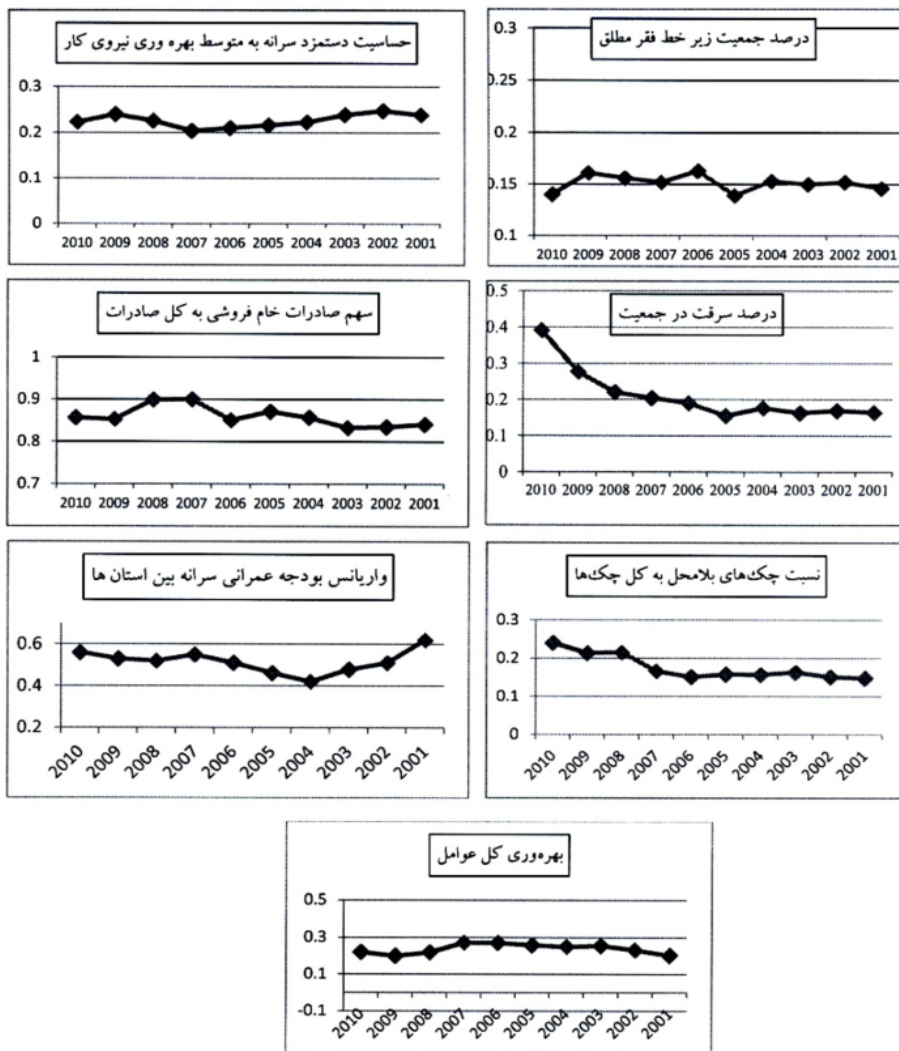 درصد جمعیت زیر خط فقر مطلق
0.3
0.25
0.2
0.15
0.1
2010 2009 2008 2007 2006 2005 2004 2003 2002 2001
حساسیت دستمزد سرانه به متوسط بهره وری نیروی کار
0.3
0.2
0.1
0
2010 2009 2008 2007 2006 2005 2004 2003 2002 2001
درصد سرقت در جمعیت
0.5
0.4
0.3
0.2
0.1
0
2010 2009 2008 2007 2006 2005 2004 2003 2002 2001
سهم صادرات خام فروشی به کل صادرات
1
0.9
0.8
0.7
2010 2009 2008 2007 2006 2005 2004 2003 2002 2001
نسبت چک‌های بلامحل به کل چک‌ها
0.3
0.2
0.1
0
2010 2009 2008 2007 2006 2005 2004 2003 2002 2001
واریانس بودجه عمرانی سرانه بین استان ها
0.6
0.4
0.2
2010 2009 2008 2007 2006 2005 2004 2003 2002 2001
بهره‌وری کل عوامل
0.5
0.3
0.1
-0.1
2010 2009 2008 2007 2006 2005 2004 2003 2002 2001